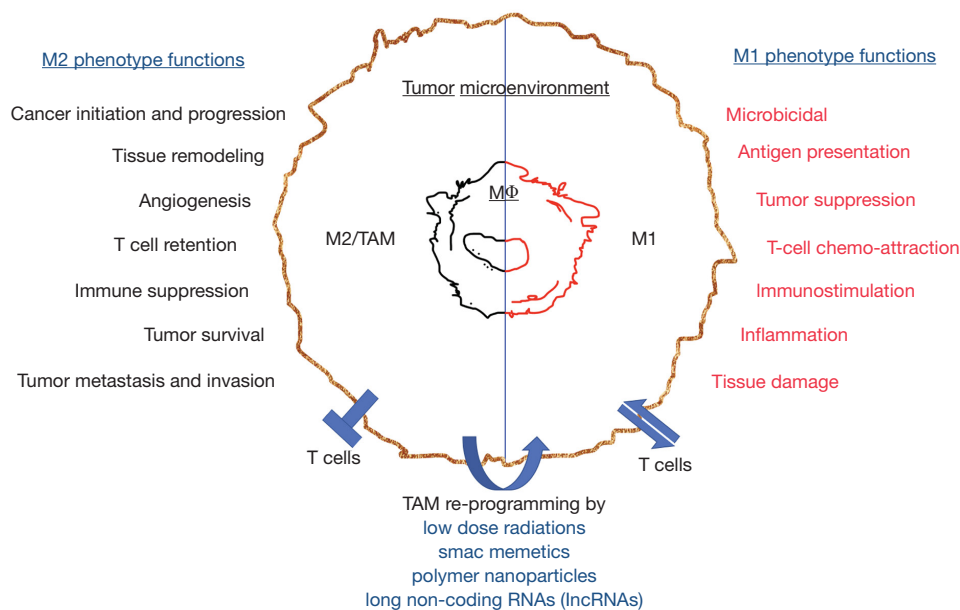 M2 phenotype functions
Cancer initiation and progression
Tissue remodeling
Angiogenesis
T cell retention
Immune suppression
Tumor survival
Tumor metastasis and invasion
Tumor microenvironment
MΦ
M2/TAM
M1
M1 phenotype functions
Microbicidal
Antigen presentation
Tumor suppression
T-cell chemo-attraction
Immunostimulation
Inflammation
Tissue damage
T cells
T cells
TAM re-programming by
low dose radiations
smac memetics
polymer nanoparticles
long non-coding RNAs (lncRNAs)